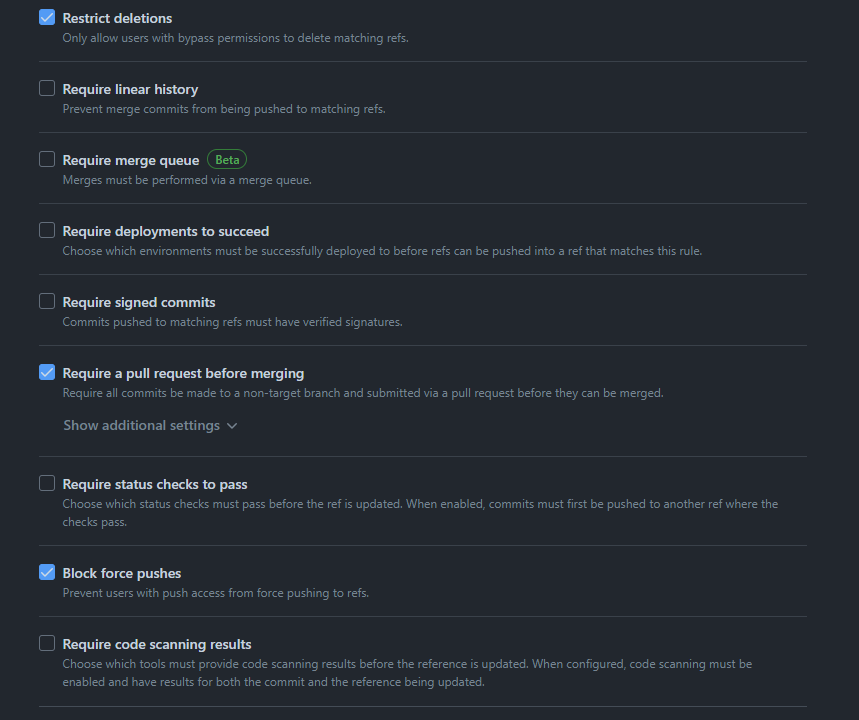 Restrict deletions
Only allow users with bypass permissions to delete matching refs.
Require linear history
Prevent merge commits from being pushed to matching refs.
Require merge queue Beta
Merges must be performed via a merge queue.
Require deployments to succeed
Choose which environments must be successfully deployed to before refs can be pushed into a ref that matches this rule.
Require signed commits
Commits pushed to matching refs must have verified signatures.
Require a pull request before merging
Require all commits be made to a non-target branch and submitted via a pull request before they can be merged.
Show additional settings
Require status checks to pass
Choose which status checks must pass before the ref is updated. When enabled, commits must first be pushed to another ref where the
checks pass.
Block force pushes
Prevent users with push access from force pushing to refs.
Require code scanning results
Choose which tools must provide code scanning results before the reference is updated. When configured, code scanning must be
enabled and have results for both the commit and the reference being updated.